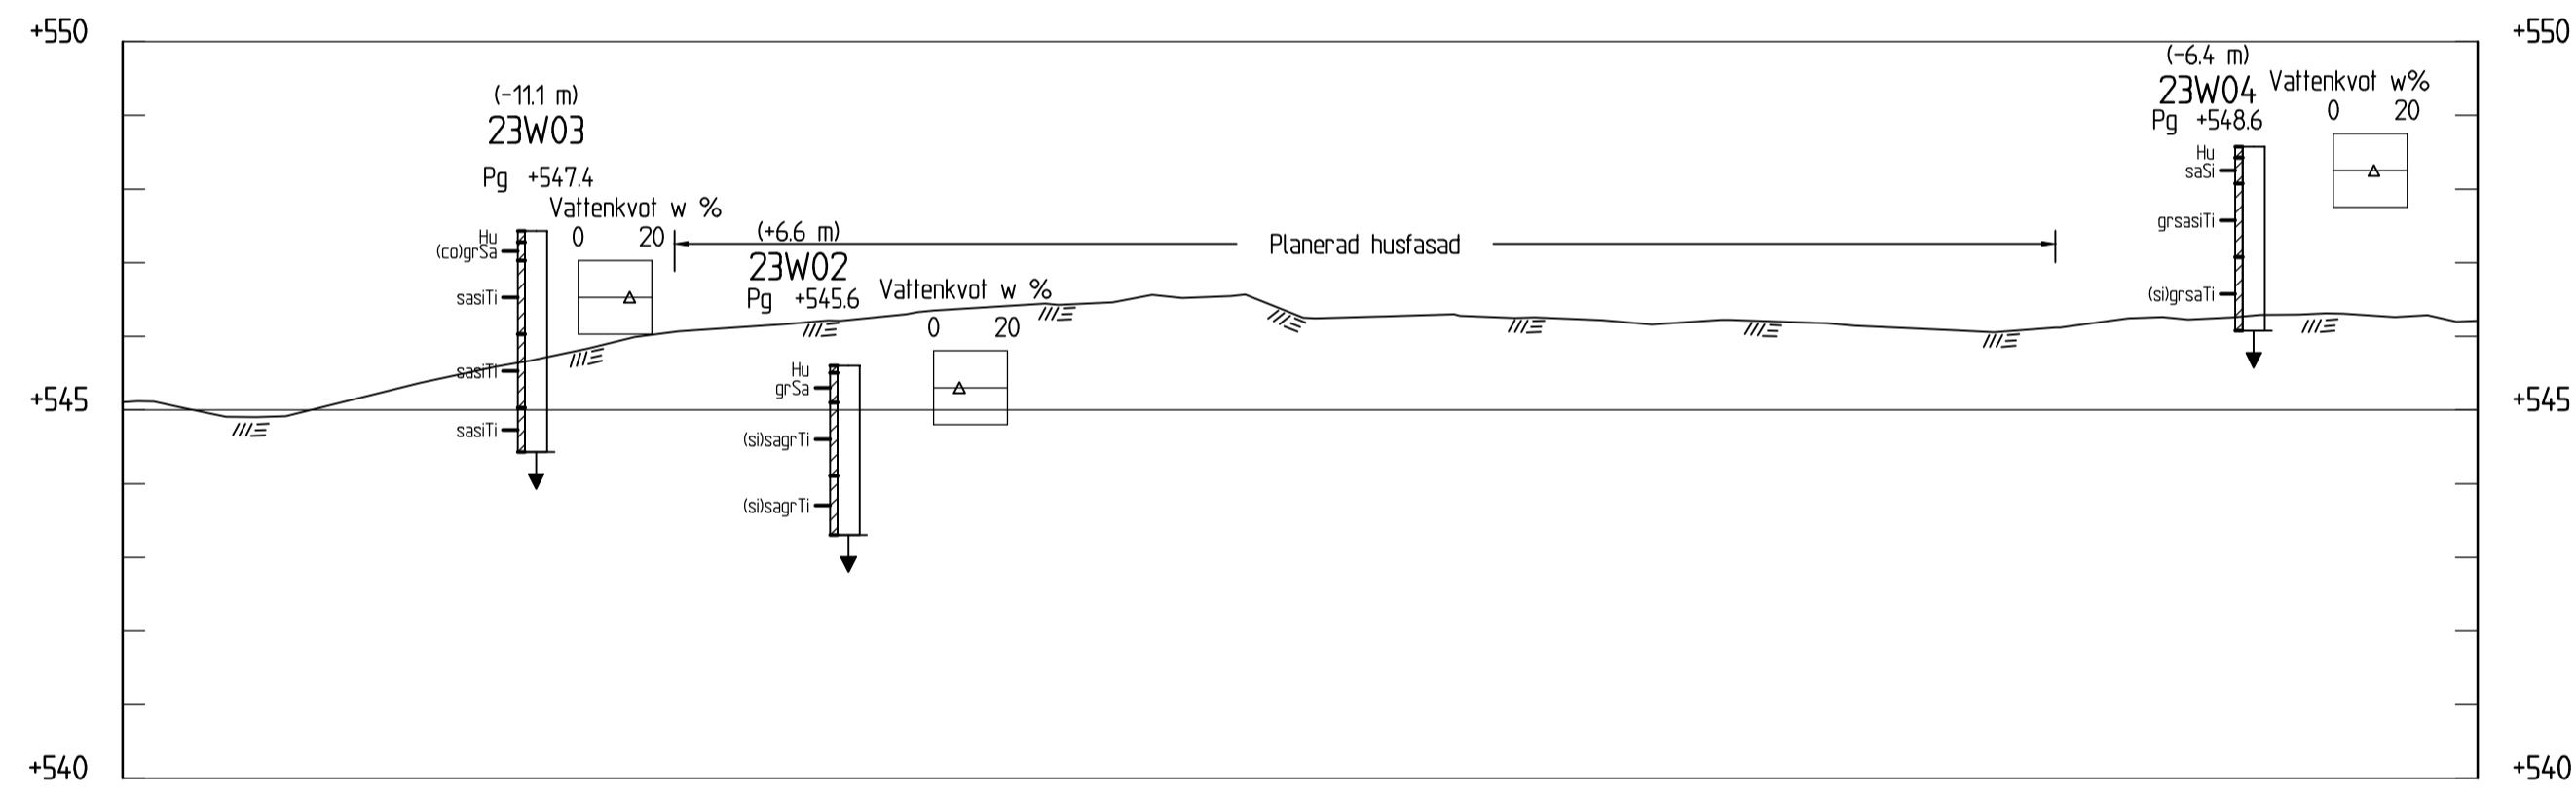 +550
+550
(-11.1 m)
23W03
Pg +547.4
Vattenkvot w %
0 20
Hu
(co)grSa
sasiTi
sasiTi
sasiTi
(+6.6 m)
23W02
Pg +545.6
Vattenkvot w %
0 20
Hu
grSa
(si)sagrTi
(si)sagrTi
Planerad husfasad
(-6.4 m)
23W04
Pg +548.6
Vattenkvot w%
0 20
Hu
saSi
grsasiTi
(si)grsaTi
+545
+545
+540
+540